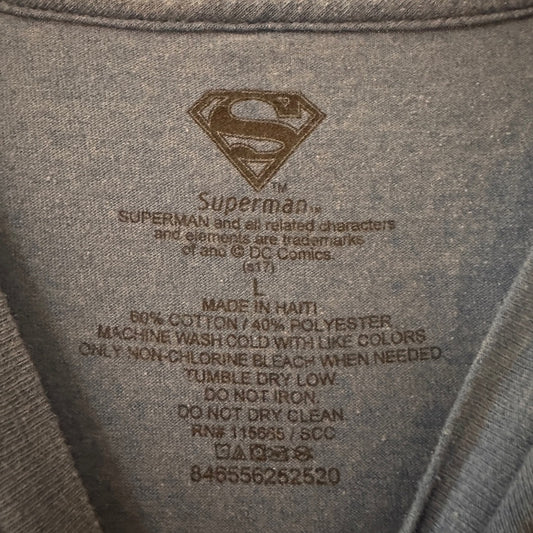 S
TM
Superman™
SUPERMAN and all related characters
and elements are trademarks
of and © DC Comics.
(s17)
L
MADE IN HAITI
60% COTTON / 40% POLYESTER
MACHINE WASH COLD WITH LIKE COLORS
ONLY NON-CHLORINE BLEACH WHEN NEEDED
TUMBLE DRY LOW.
DO NOT IRON.
DO NOT DRY CLEAN.
RN# 115665 / SCC
846556252520